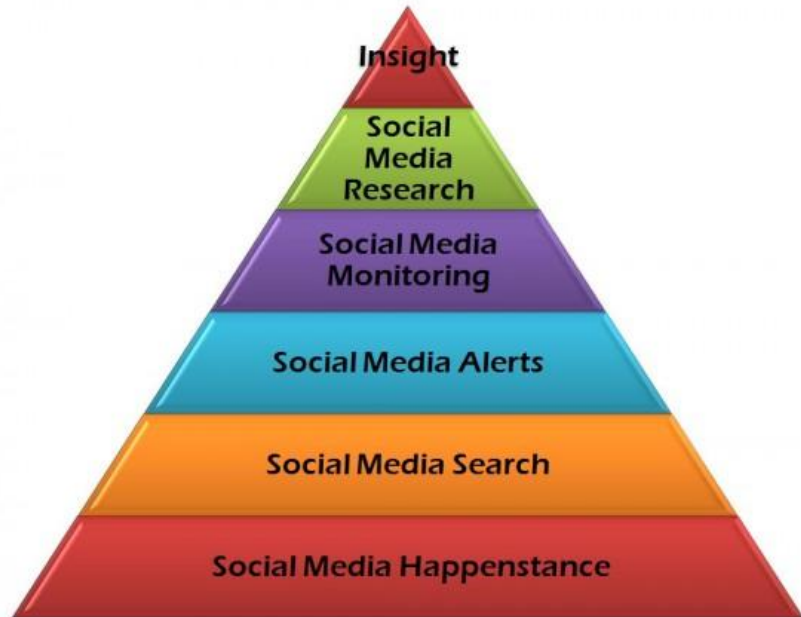 Insight
Social
Media
Research
Social Media
Monitoring
Social Media Alerts
Social Media Search
Social Media Happenstance